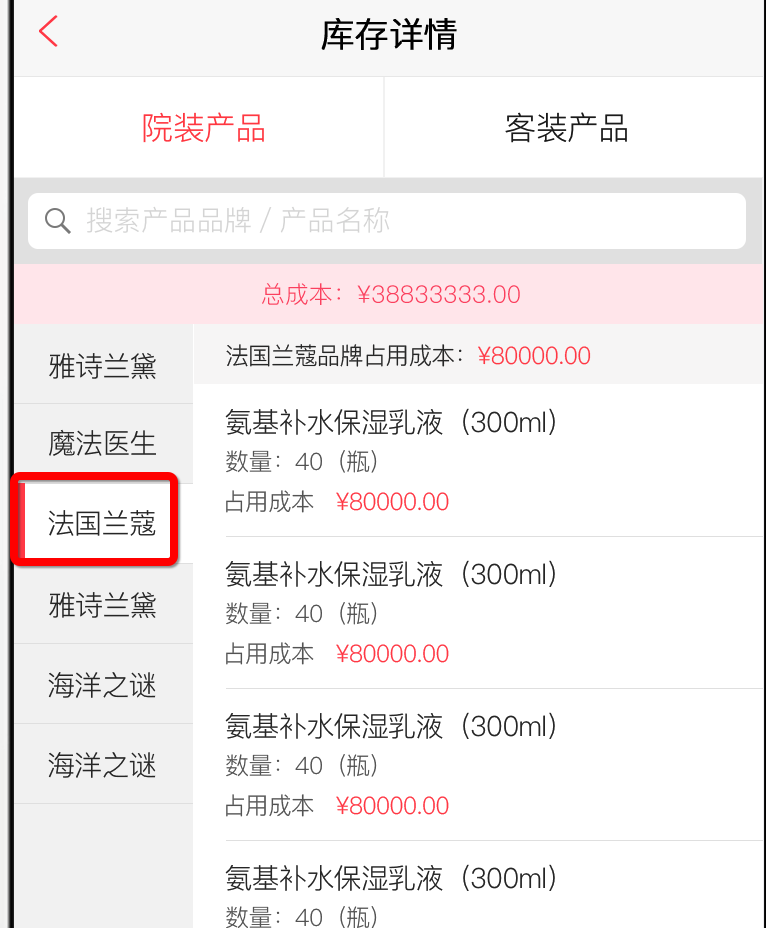 库存详情
院装产品
客装产品
搜索产品品牌 / 产品名称
总成本：¥38833333.00
雅诗兰黛
魔法医生
法国兰蔻
雅诗兰黛
海洋之谜
海洋之谜
法国兰蔻品牌占用成本：¥80000.00
氨基补水保湿乳液（300ml）
数量：40（瓶）
占用成本 ¥80000.00
氨基补水保湿乳液（300ml）
数量：40（瓶）
占用成本 ¥80000.00
氨基补水保湿乳液（300ml）
数量：40（瓶）
占用成本 ¥80000.00
氨基补水保湿乳液（300ml）
数量：40（瓶）